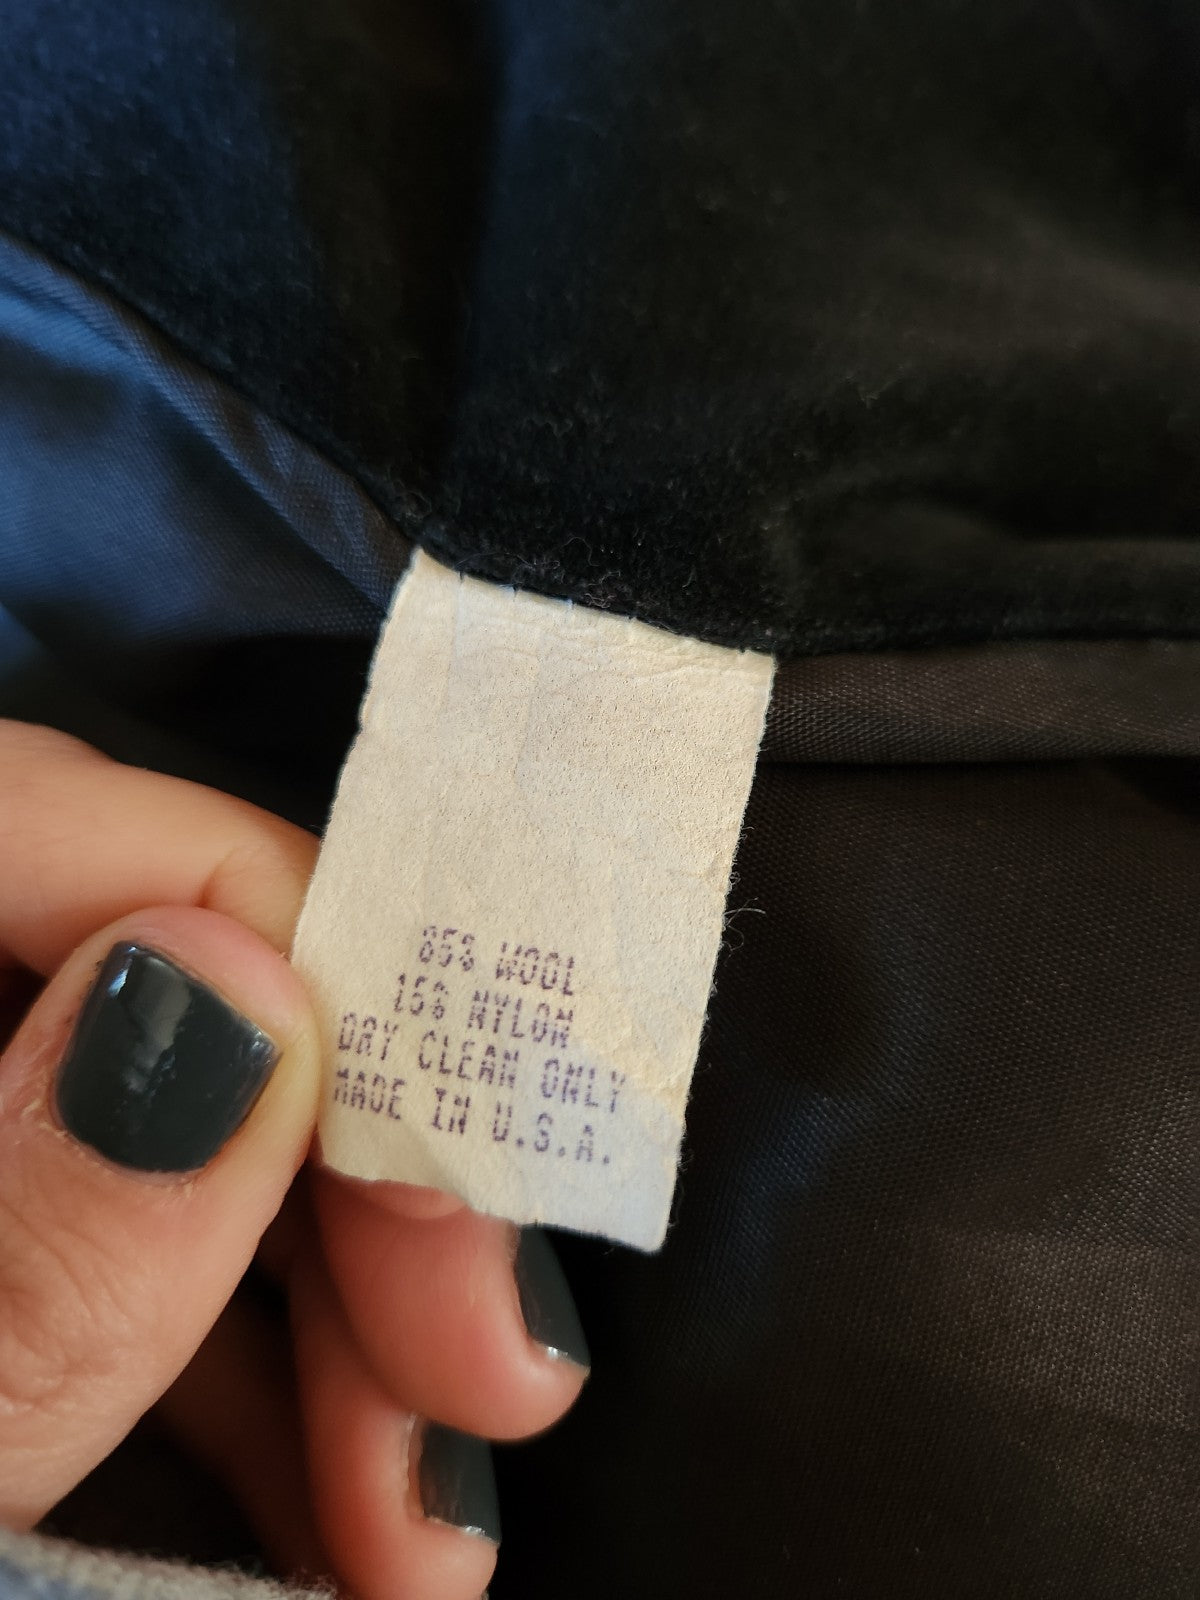 85% WOOL
15% NYLON
DRY CLEAN ONLY
MADE IN U.S.A.